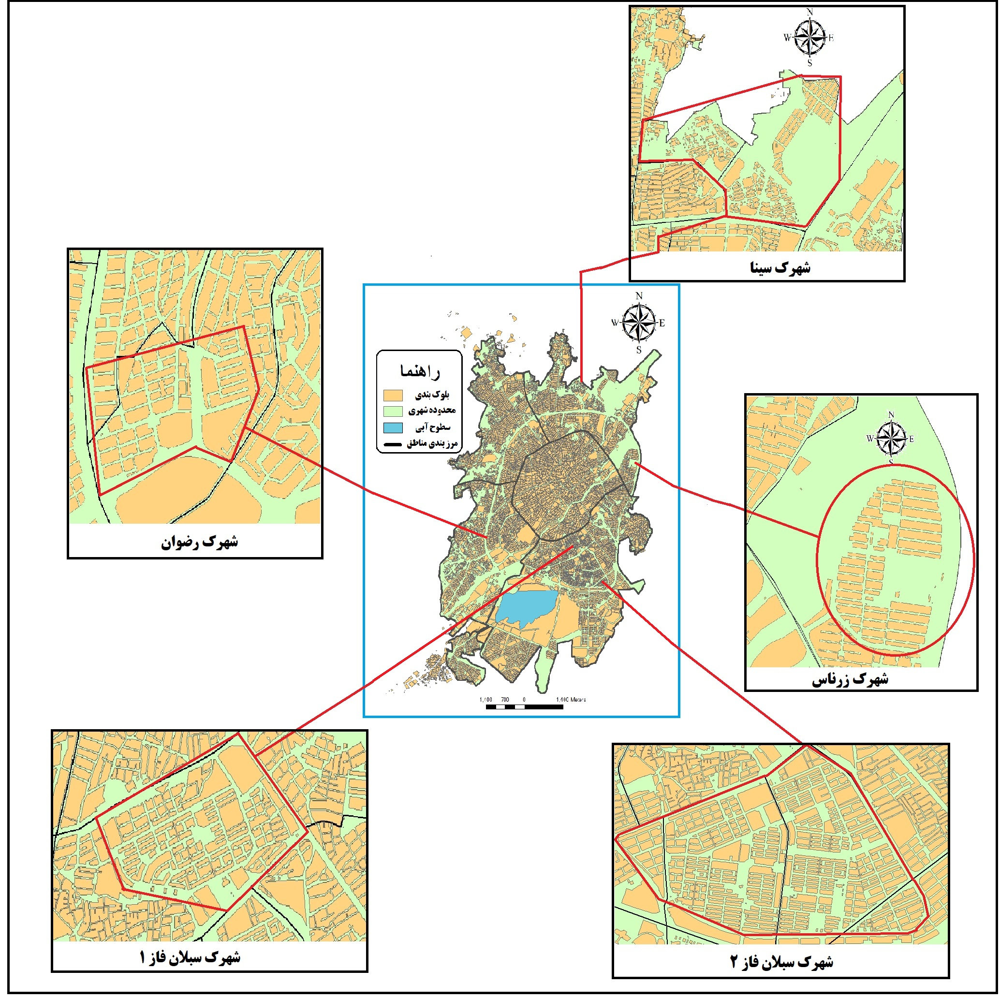 N
W E
S
شهرک سینا
N
W E
S
راهنما
بلوک بندی
محدوده شهری
سطوح آبی
مرز بندی مناطق
1,400 700 0 1,400 Meters
شهرک رضوان
N
W E
S
شهرک زرناس
شهرک سبلان فاز ۱
شهرک سبلان فاز ۲